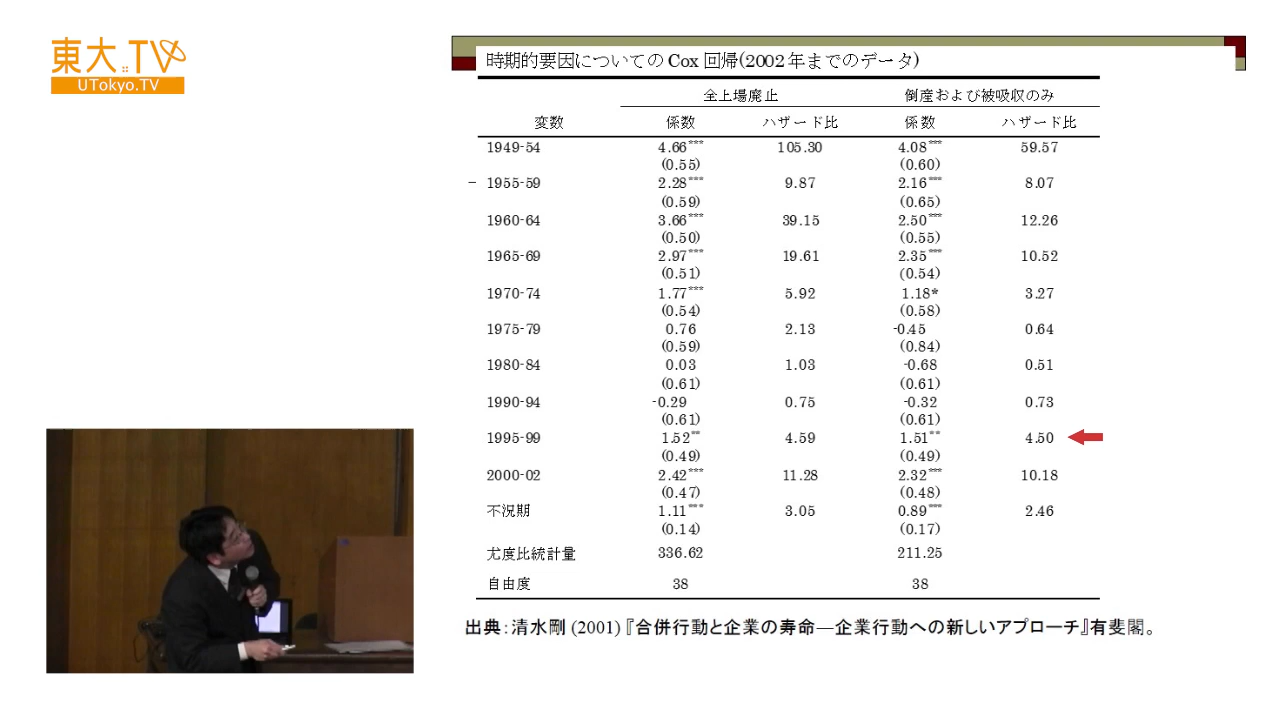 東大.TV
UTokyo.TV
時期的要因についてのCox回帰(2002年までのデータ)
全上場廃止 倒産および被吸収のみ
変数 係数 ハザード比 係数 ハザード比
1949-54 4.66*** 105.30 4.08*** 59.57
(0.55) (0.60)
– 1955-59 2.28*** 9.87 2.16*** 8.07
(0.59) (0.65)
1960-64 3.66*** 39.15 2.50*** 12.26
(0.50) (0.55)
1965-69 2.97*** 19.61 2.35*** 10.52
(0.51) (0.54)
1970-74 1.77*** 5.92 1.18* 3.27
(0.54) (0.58)
1975-79 0.76 2.13 -0.45 0.64
(0.59) (0.84)
1980-84 0.03 1.03 -0.68 0.51
(0.61) (0.61)
1990-94 -0.29 0.75 -0.32 0.73
(0.61) (0.61)
1995-99 1.52** 4.59 1.51** 4.50
(0.49) (0.49)
2000-02 2.42*** 11.28 2.32*** 10.18
(0.47) (0.48)
不況期 1.11*** 3.05 0.89*** 2.46
(0.14) (0.17)
尤度比統計量 336.62 211.25
自由度 38 38
出典:清水剛 (2001)『合併行動と企業の寿命―企業行動への新しいアプローチ』有斐閣。